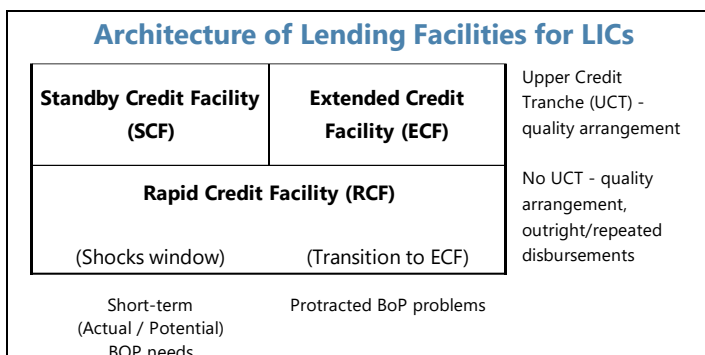 Architecture of Lending Facilities for LICs
Standby Credit Facility
(SCF)
Extended Credit
Facility (ECF)
Upper Credit
Tranche (UCT) -
quality arrangement
Rapid Credit Facility (RCF)
(Shocks window)
(Transition to ECF)
No UCT - quality
arrangement,
outright/repeated
disbursements
Short-term
(Actual / Potential)
BOP needs
Protracted BoP problems